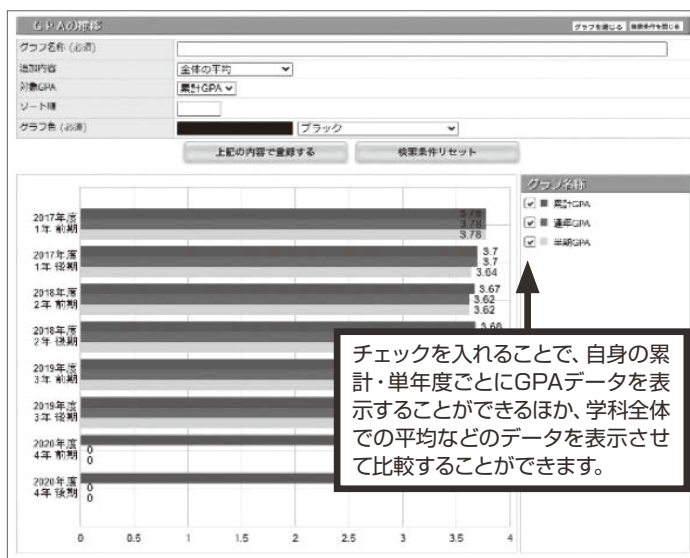 GPAの推移
グラフを閉じる 検索条件を閉じる
グラフ名称 (必須)
追加内容 全体の平均
対象GPA 累計GPA
ソート順
グラフ色 (必須) ブラック
上記の内容で登録する 検索条件リセット
グラフ名称
累計GPA
通年GPA
半期GPA
2017年度
1年 前期
3.78
3.78
3.78
2017年度
1年 後期
3.7
3.7
3.64
2018年度
2年 前期
3.67
3.62
3.62
2018年度
2年 後期
3.66
2019年度
3年 前期
2019年度
3年 後期
2020年度
4年 前期
0
0
2020年度
4年 後期
0
0
0 0.5 1 1.5 2 2.5 3 3.5 4
チェックを入れることで、自身の累
計・単年度ごとにGPAデータを表
示することができるほか、学科全体
での平均などのデータを表示させ
て比較することができます。